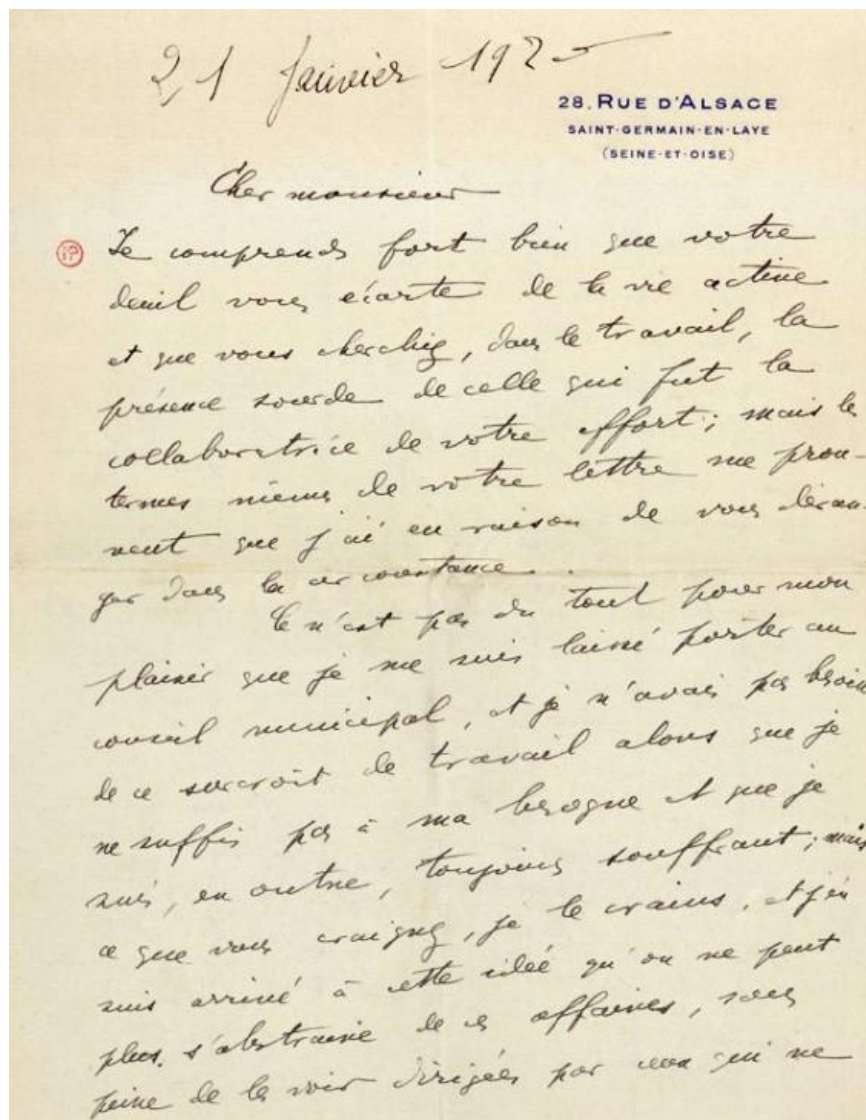 21 Janvier 1925
28, RUE D'ALSACE
SAINT-GERMAIN-EN-LAYE
(SEINE-ET-OISE)
Cher monsieur
Je comprends fort bien que votre
deuil vous écarte de la vie active
et que vous cherchiez, dans le travail, la
présence sourde de celle qui fut la
collaboratrice de votre effort ; mais les
termes mêmes de votre lettre me prou-
vent que j'ai eu raison de vous déran-
ger dans la circonstance.
Ce n'est pas du tout pour mon
plaisir que je me suis laissé porter au
conseil municipal, et je n'avais pas besoin
de ce surcroit de travail alors que je
ne suffis pas à ma besogne et que je
suis, en outre, toujours souffrant ; mais
ce que vous craignez, je le crains, et j'en
suis arrivé à cette idée qu'on ne peut
plus s'abstraire de ces affaires, sous
peine de les voir dirigées par ceux qui ne